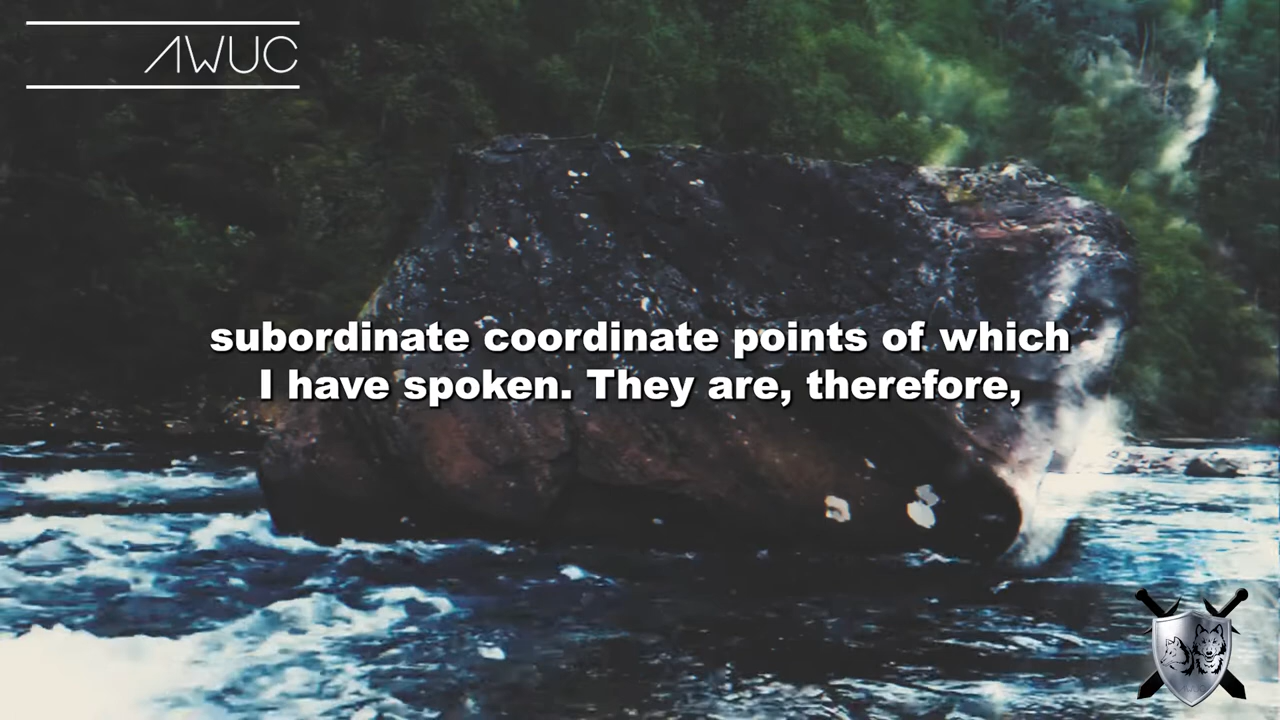 AWUC
subordinate coordinate points of which
I have spoken. They are, therefore,